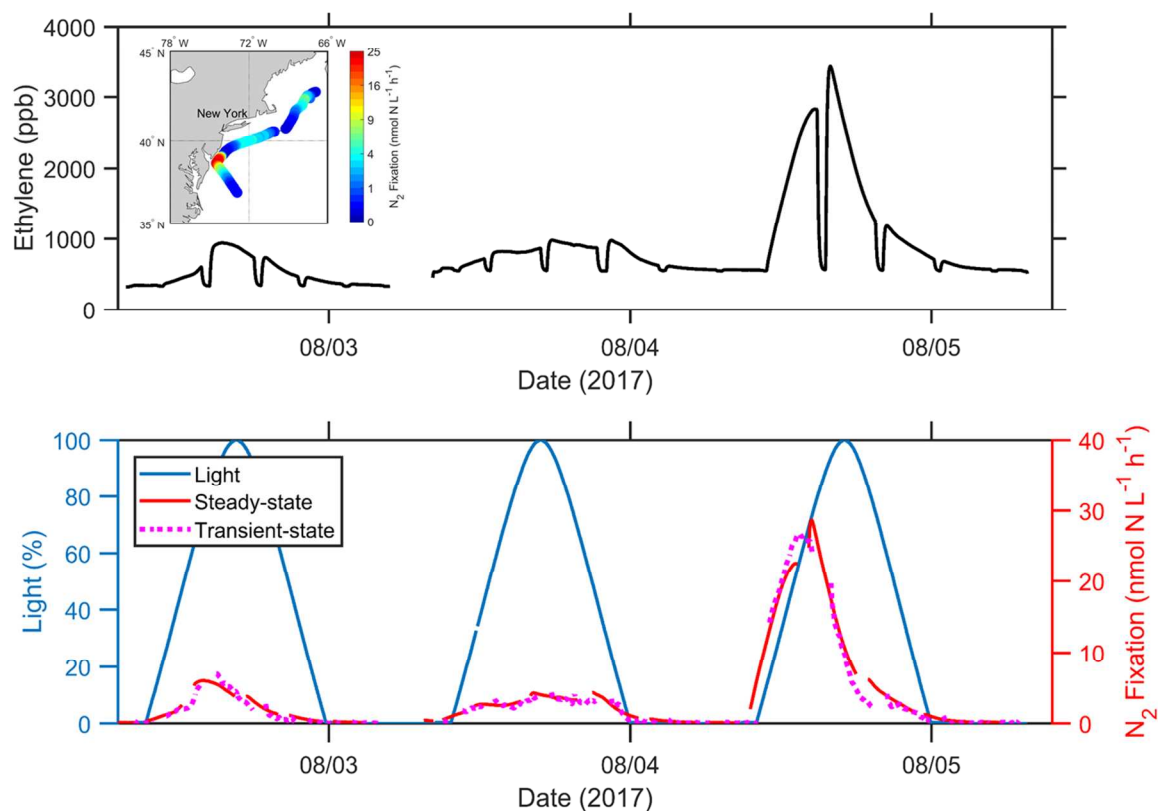 4000
3000
2000
1000
0
Ethylene (ppb)
78° W
72° W
66° W
45° N
40° N
35° N
New York
25
16
9
4
1
0
N₂ Fixation (nmol N L⁻¹ h⁻¹)
08/03
08/04
08/05
Date (2017)
100
80
60
40
20
0
Light (%)
Light
Steady-state
Transient-state
40
30
20
10
0
N₂ Fixation (nmol N L⁻¹ h⁻¹)
08/03
08/04
08/05
Date (2017)